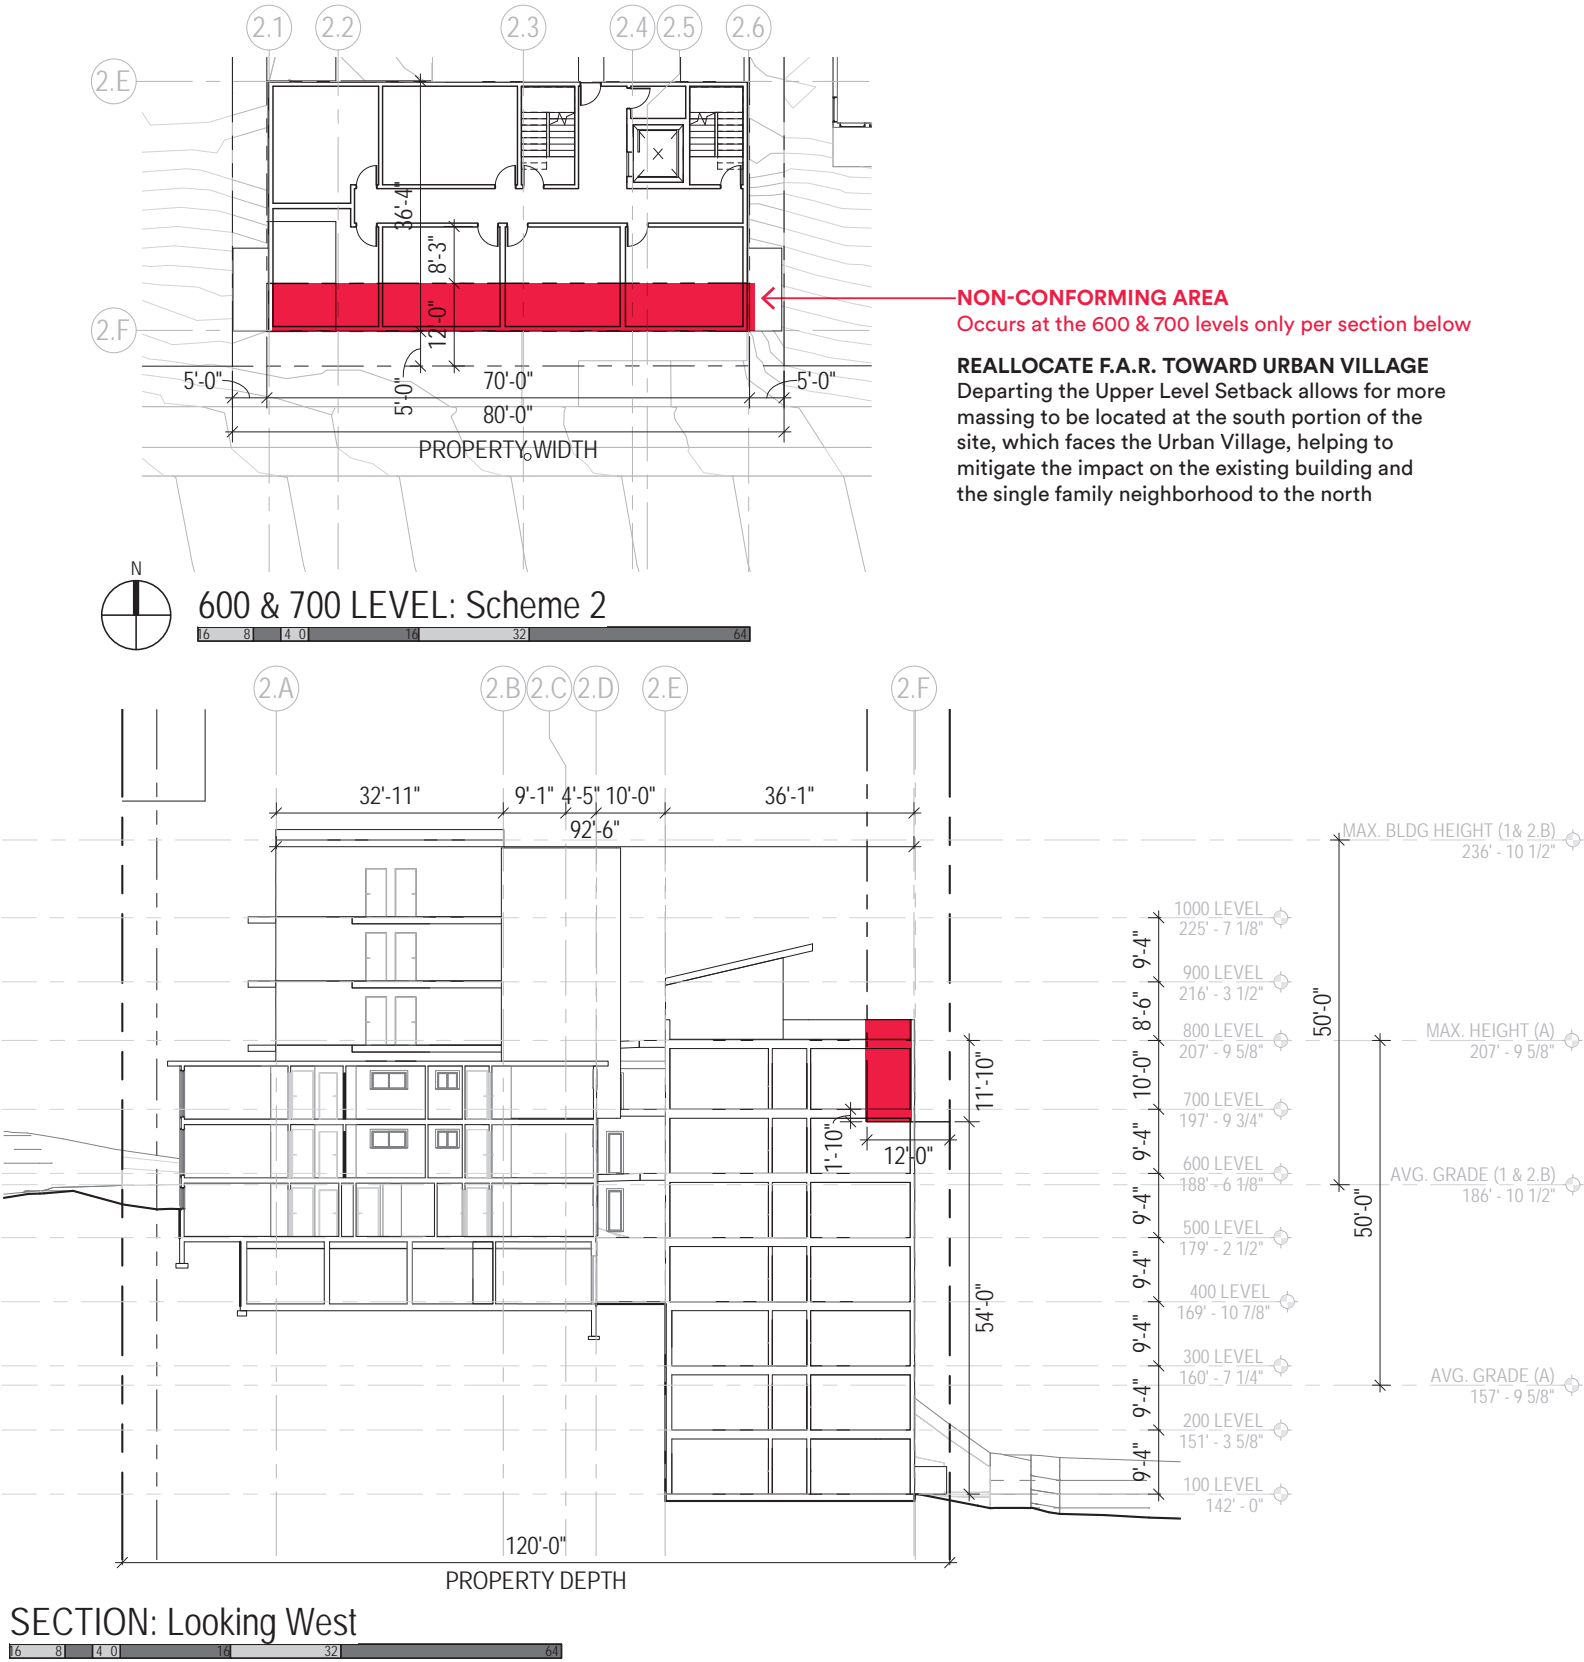 2.1
2.2
2.3
2.4
2.5
2.6
2.E
2.F
36'-4"
8'-3"
12'-0"
5'-0"
5'-0"
70'-0"
5'-0"
80'-0"
PROPERTY WIDTH
NON-CONFORMING AREA
Occurs at the 600 & 700 levels only per section below
REALLOCATE F.A.R. TOWARD URBAN VILLAGE
Departing the Upper Level Setback allows for more
massing to be located at the south portion of the
site, which faces the Urban Village, helping to
mitigate the impact on the existing building and
the single family neighborhood to the north
N
600 & 700 LEVEL: Scheme 2
16 8 4 0 16 32 64
2.A
2.B
2.C
2.D
2.E
2.F
32'-11"
9'-1"
4'-5"
10'-0"
36'-1"
92'-6"
MAX. BLDG HEIGHT (1& 2.B)
236' - 10 1/2"
1000 LEVEL
225' - 7 1/8"
9'-4"
900 LEVEL
216' - 3 1/2"
8'-6"
50'-0"
800 LEVEL
207' - 9 5/8"
MAX. HEIGHT (A)
207' - 9 5/8"
11'-10"
10'-0"
700 LEVEL
197' - 9 3/4"
1'-10"
12'-0"
9'-4"
600 LEVEL
188' - 6 1/8"
AVG. GRADE (1 & 2.B)
186' - 10 1/2"
9'-4"
50'-0"
500 LEVEL
179' - 2 1/2"
9'-4"
400 LEVEL
169' - 10 7/8"
54'-0"
9'-4"
300 LEVEL
160' - 7 1/4"
AVG. GRADE (A)
157' - 9 5/8"
9'-4"
200 LEVEL
151' - 3 5/8"
9'-4"
100 LEVEL
142' - 0"
120'-0"
PROPERTY DEPTH
SECTION: Looking West
16 8 4 0 16 32 64